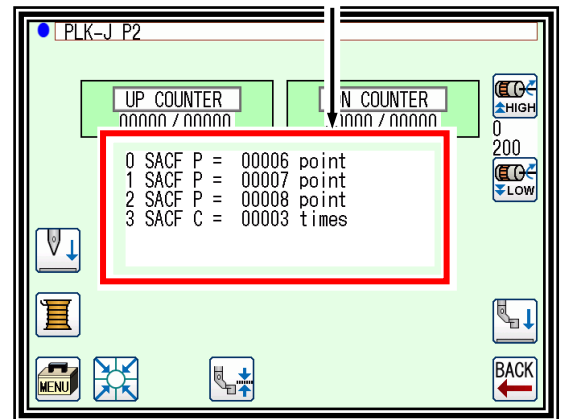 PLK-J P2
UP COUNTER
00000 / 00000
N COUNTER
0000 / 00000
HIGH
0
200
LOW
0 SACF P = 00006 point
1 SACF P = 00007 point
2 SACF P = 00008 point
3 SACF C = 00003 times
MENU
BACK